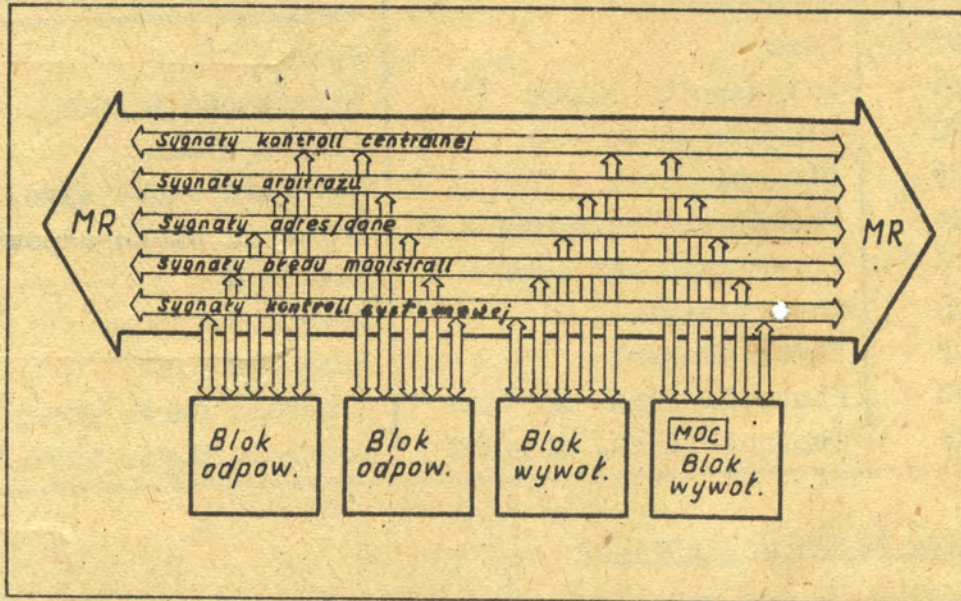 Sygnały kontroli centralnej
Sygnały arbitrażu
MR
Sygnały adres/dane
MR
Sygnały błędu magistrali
Sygnały kontroli systemowej
Blok
odpow.
Blok
odpow.
Blok
wywoł.
MOC
Blok
wywoł.